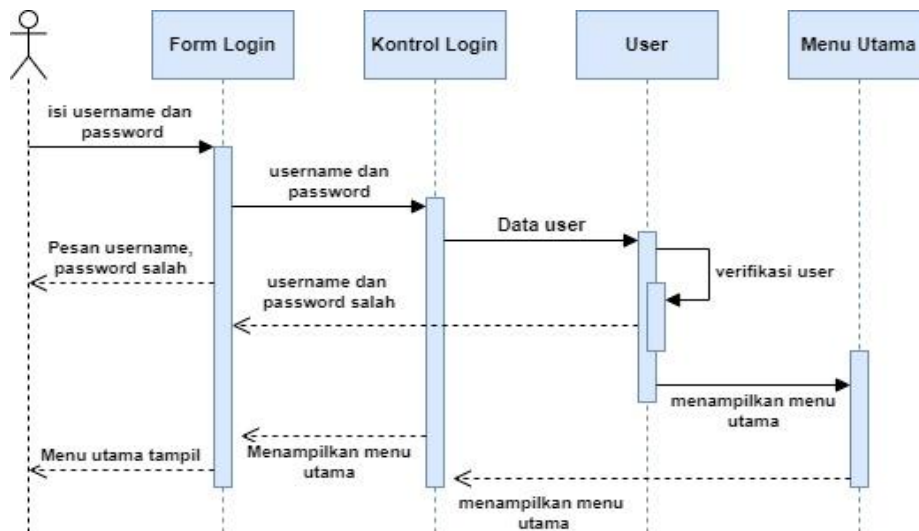 Form Login
Kontrol Login
User
Menu Utama
isi username dan
password
username dan
password
Data user
Pesan username,
password salah
verifikasi user
username dan
password salah
menampilkan menu
utama
Menampilkan menu
utama
Menu utama tampil
menampilkan menu
utama